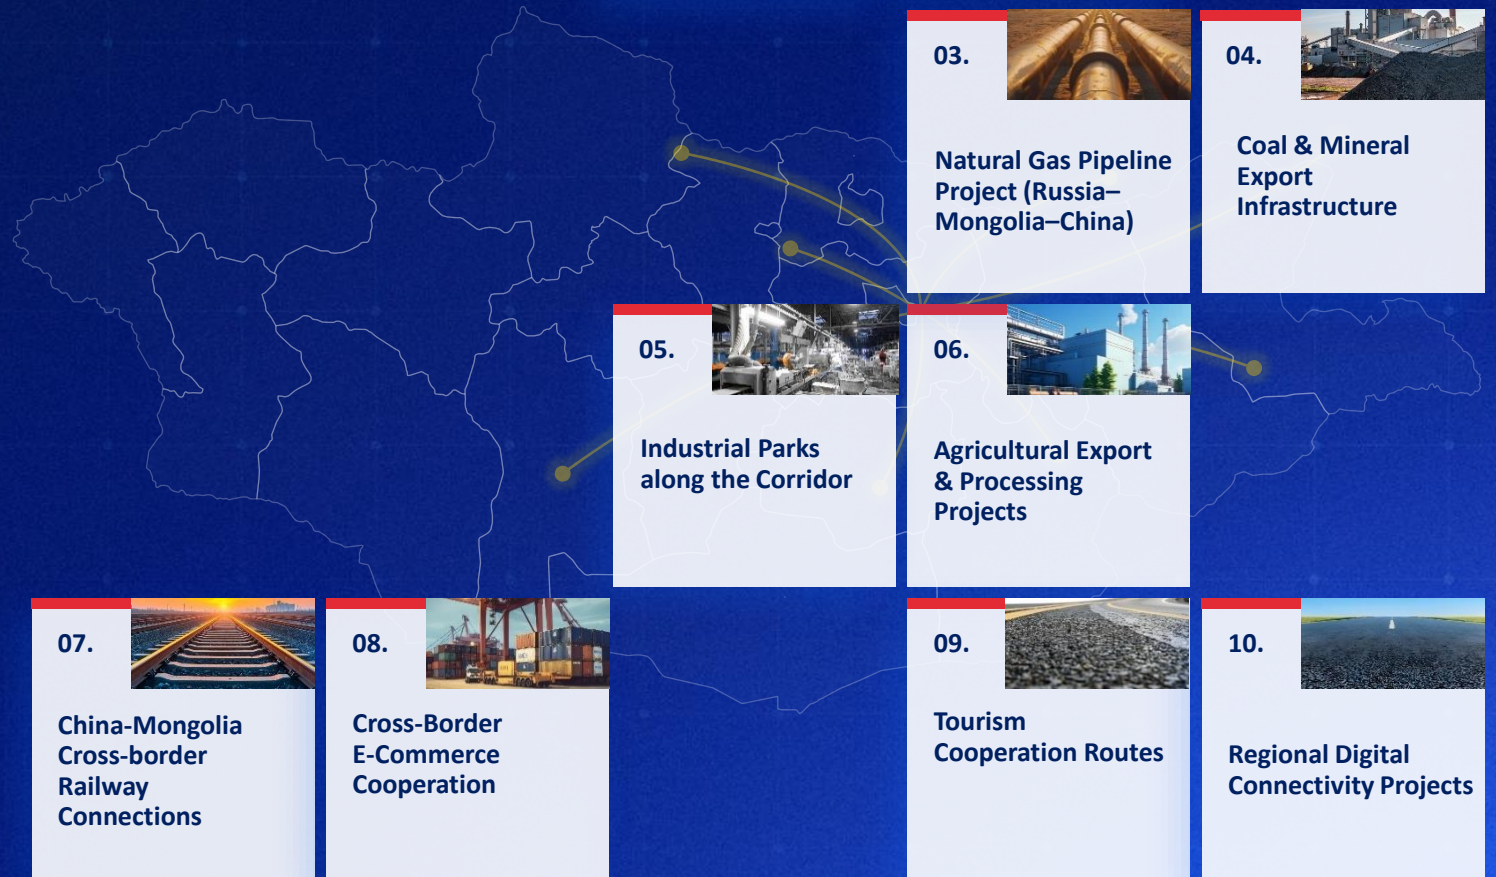 03.
Natural Gas Pipeline
Project (Russia–
Mongolia–China)
04.
Coal & Mineral
Export
Infrastructure
05.
Industrial Parks
along the Corridor
06.
Agricultural Export
& Processing
Projects
07.
China-Mongolia
Cross-border
Railway
Connections
08.
Cross-Border
E-Commerce
Cooperation
09.
Tourism
Cooperation Routes
10.
Regional Digital
Connectivity Projects